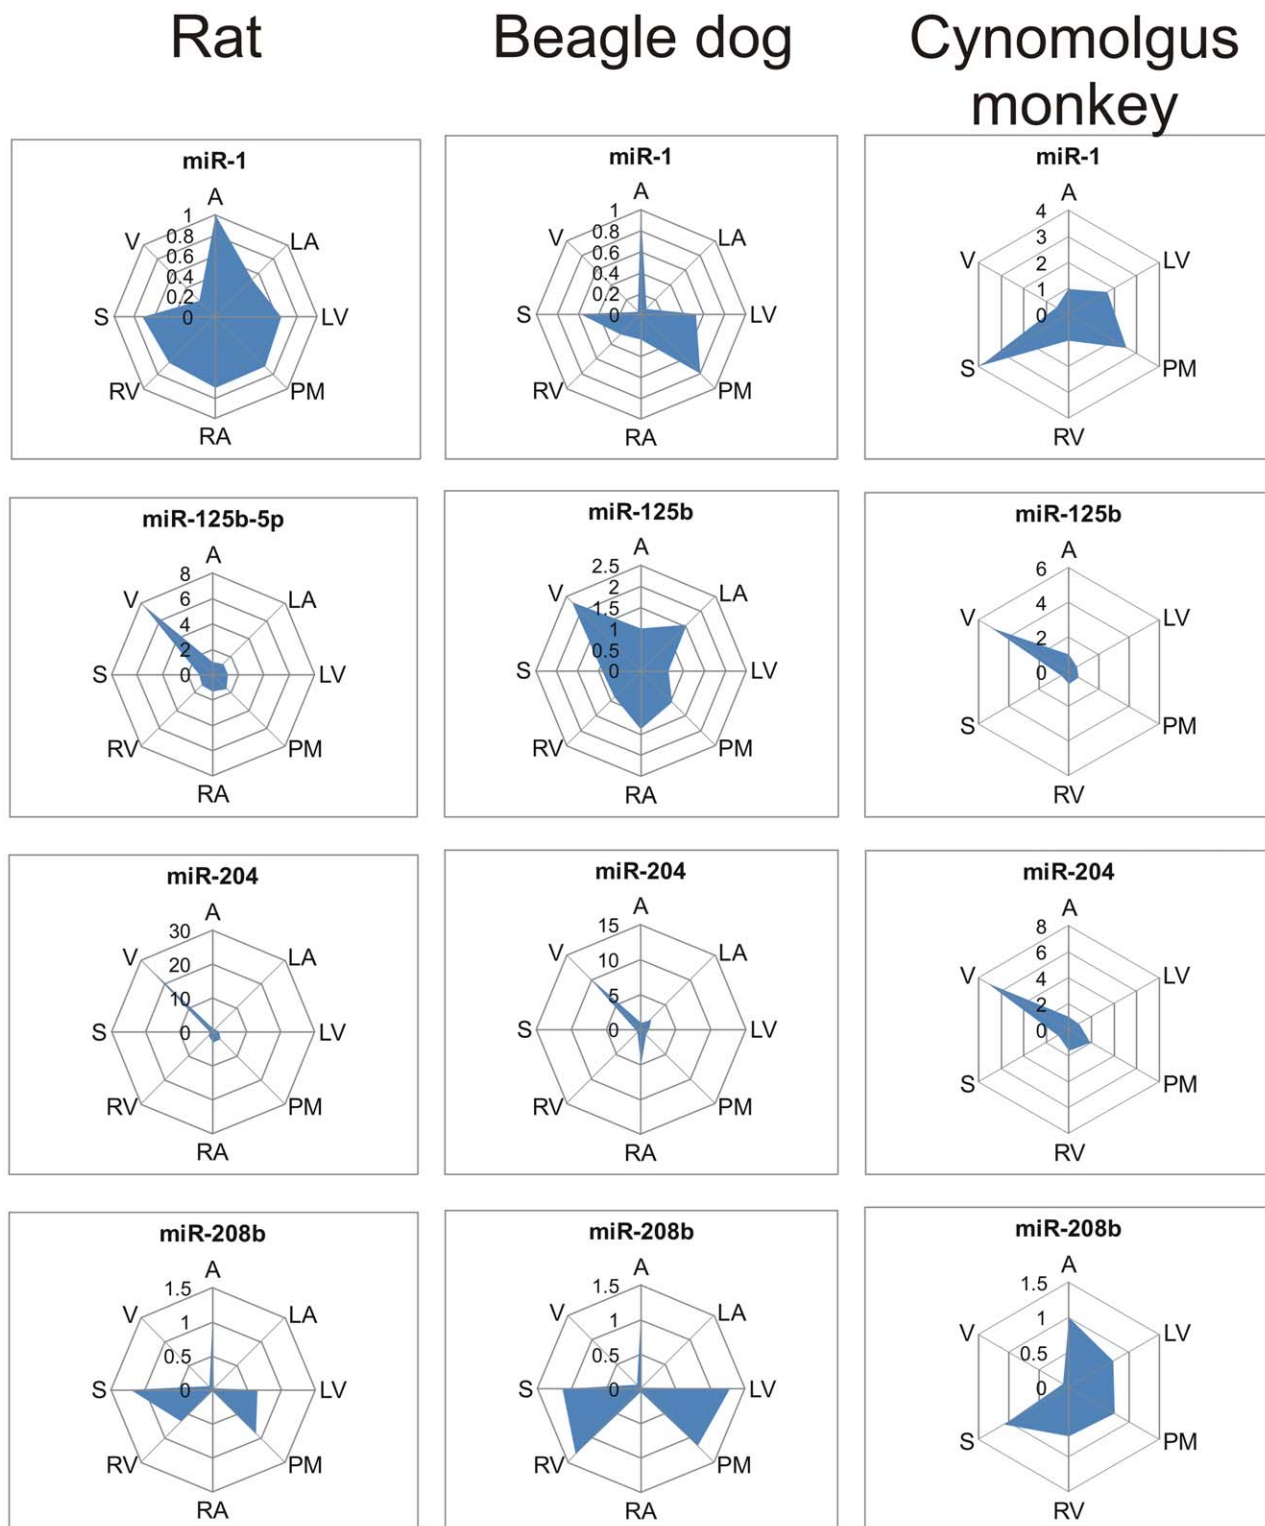 Rat
Beagle dog
Cynomolgus
monkey
miR-1
A
1
0.8
0.6
0.4
0.2
0
LA
LV
PM
RA
RV
S
V
miR-1
A
1
0.8
0.6
0.4
0.2
0
LA
LV
PM
RA
RV
S
V
miR-1
A
4
3
2
1
0
LV
PM
RV
S
V
miR-125b-5p
A
8
6
4
2
0
LA
LV
PM
RA
RV
S
V
miR-125b
A
2.5
2
1.5
1
0.5
0
LA
LV
PM
RA
RV
S
V
miR-125b
A
6
4
2
0
LV
PM
RV
S
V
miR-204
A
30
20
10
0
LA
LV
PM
RA
RV
S
V
miR-204
A
15
10
5
0
LA
LV
PM
RA
RV
S
V
miR-204
A
8
6
4
2
0
LV
PM
RV
S
V
miR-208b
A
1.5
1
0.5
0
LA
LV
PM
RA
RV
S
V
miR-208b
A
1.5
1
0.5
0
LA
LV
PM
RA
RV
S
V
miR-208b
A
1.5
1
0.5
0
LV
PM
RV
S
V